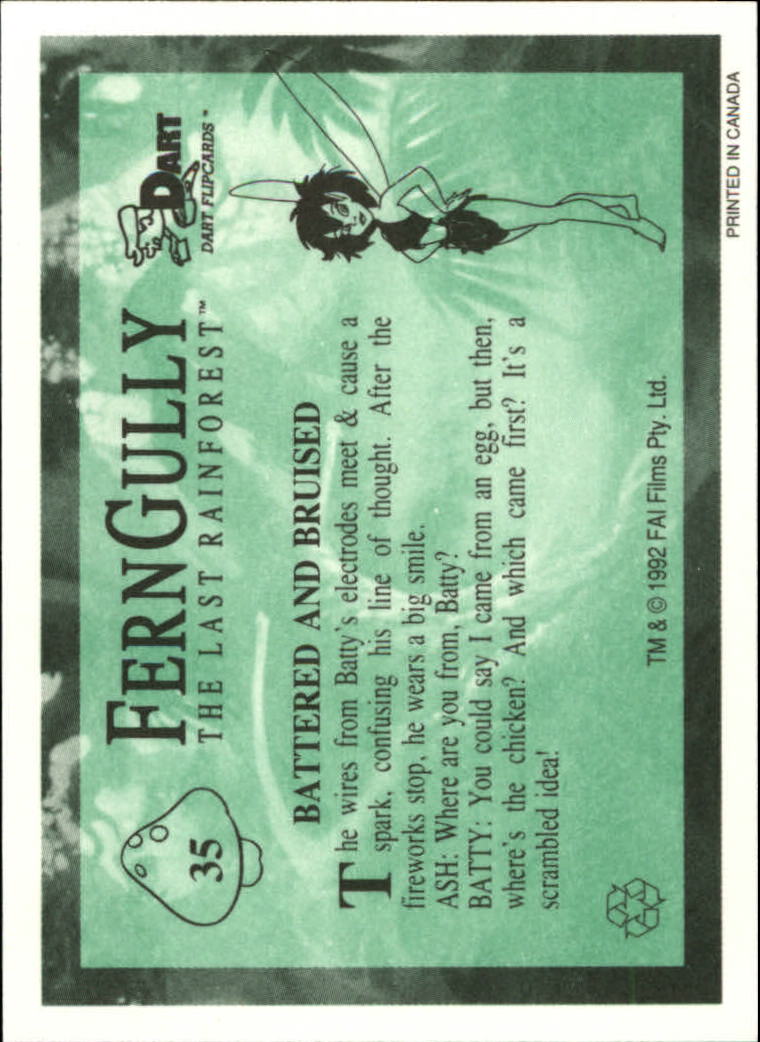 35
FERNGULLY
THE LAST RAINFOREST™
DART
DART FLIPCARDS™
BATTERED AND BRUISED
The wires from Batty's electrodes meet & cause a
spark, confusing his line of thought. After the
fireworks stop, he wears a big smile.
ASH: Where are you from, Batty?
BATTY: You could say I came from an egg, but then,
where's the chicken? And which came first? It's a
scrambled idea!
TM & © 1992 FAI Films Pty. Ltd.
PRINTED IN CANADA